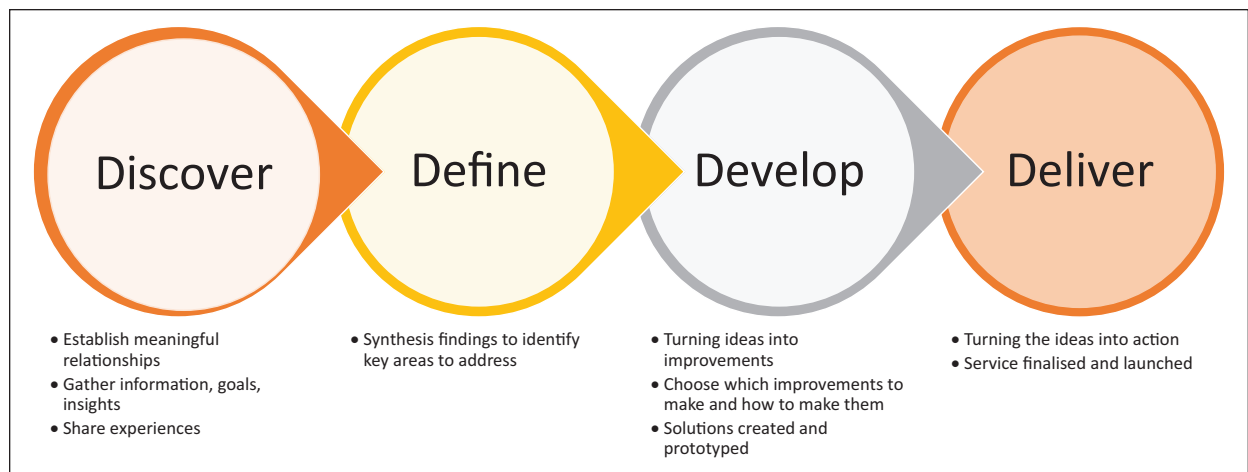 Discover
Define
Develop
Deliver
• Establish meaningful
relationships
• Gather information, goals,
insights
• Share experiences
• Synthesis findings to identify
key areas to address
• Turning ideas into
improvements
• Choose which improvements to
make and how to make them
• Solutions created and
prototyped
• Turning the ideas into action
• Service finalised and launched